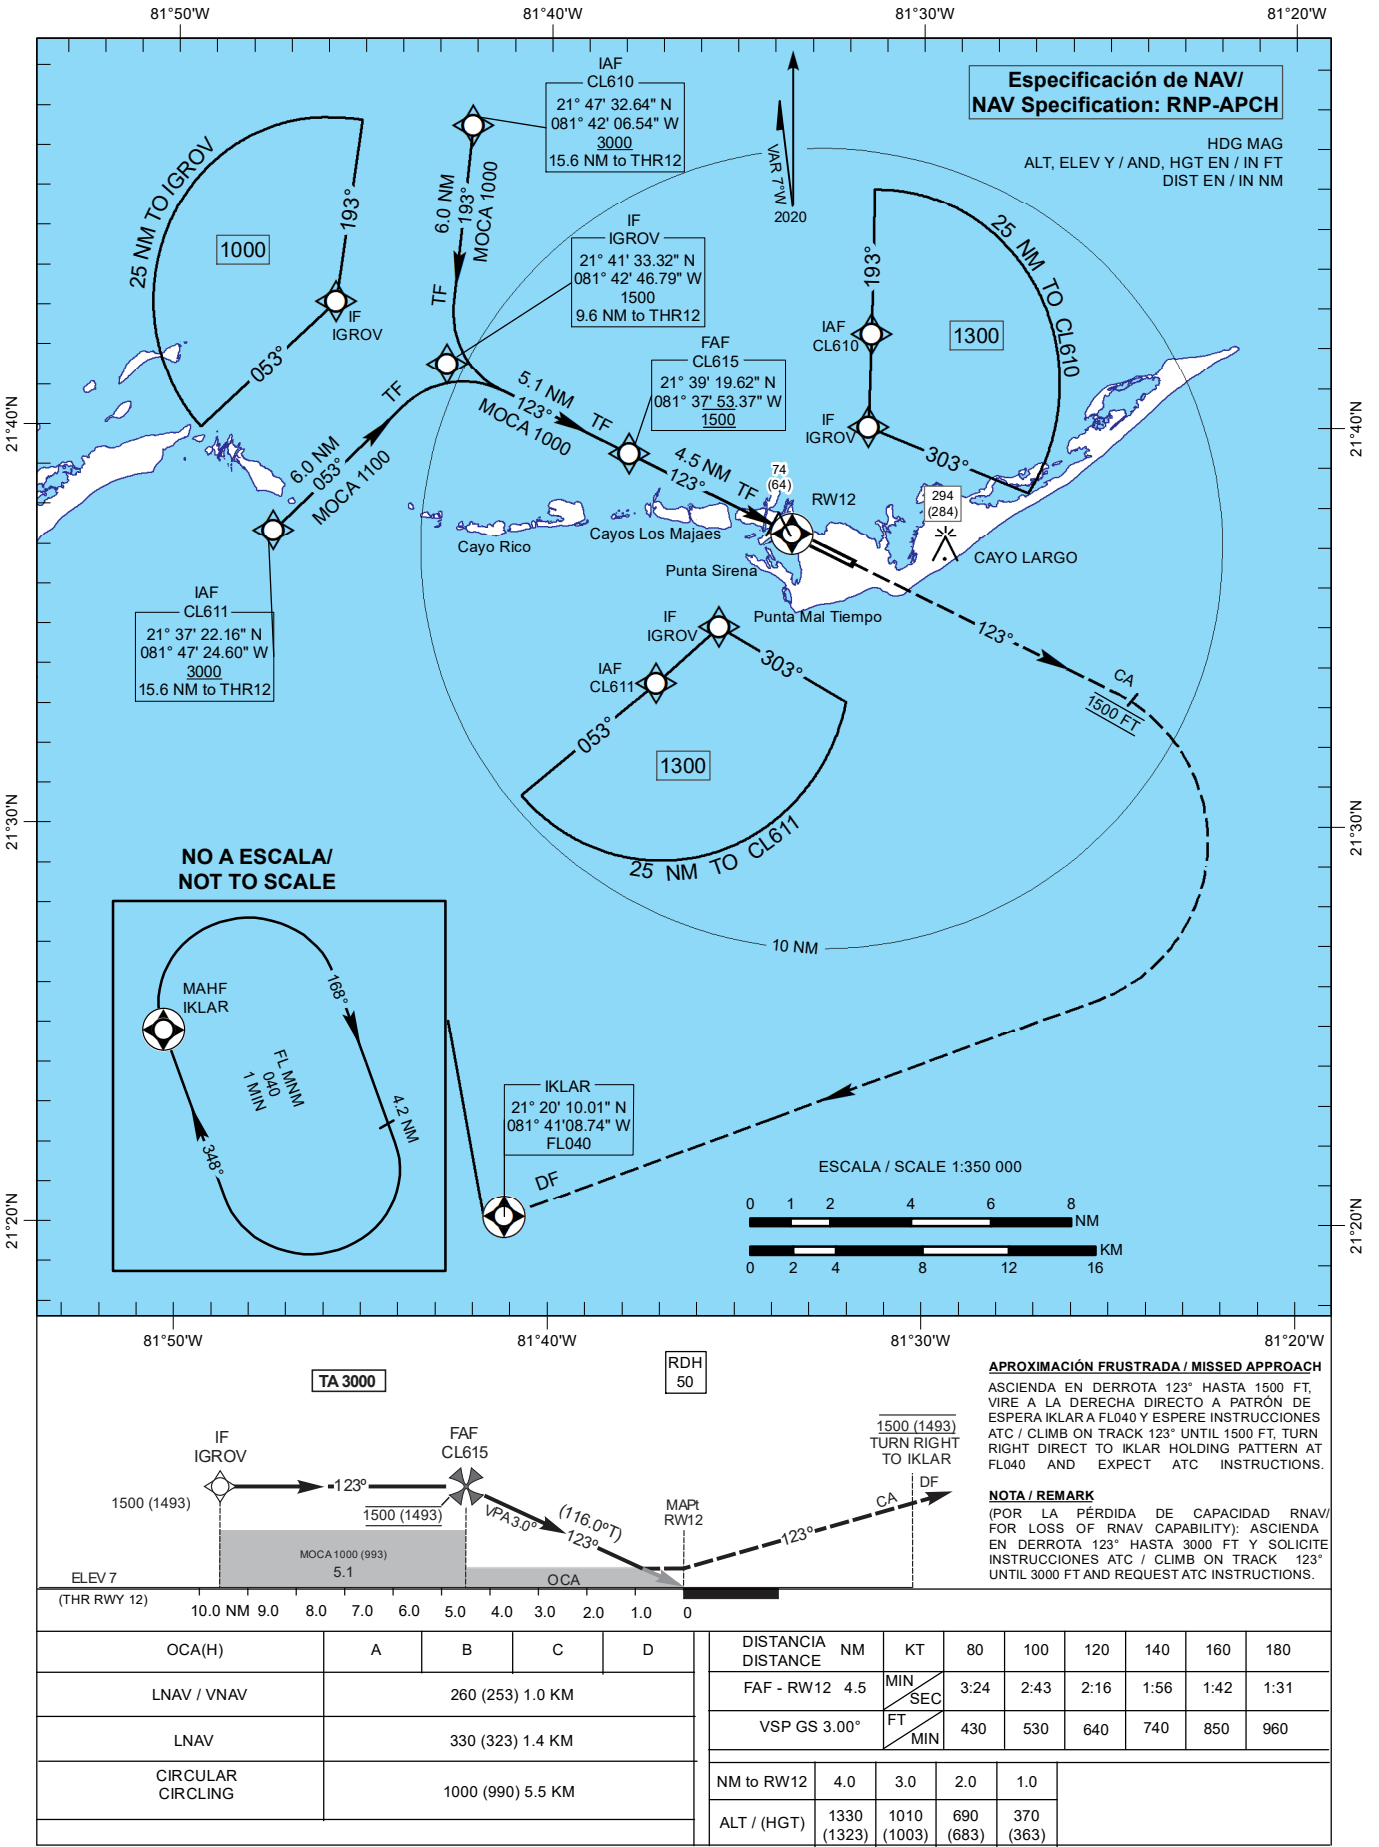 81°50'W
81°40'W
81°30'W
81°20'W
Especificación de NAV/
NAV Specification: RNP-APCH
HDG MAG
ALT, ELEV Y / AND, HGT EN / IN FT
DIST EN / IN NM
VAR 7°W
2020
IAF
CL610
21° 47' 32.64" N
081° 42' 06.54" W
3000
15.6 NM to THR12
25 NM TO IGROV
193°
1000
IF
IGROV
053°
6.0 NM
193°
MOCA 1000
TF
IF
IGROV
21° 41' 33.32" N
081° 42' 46.79" W
1500
9.6 NM to THR12
25 NM TO CL610
193°
IAF
CL610
1300
IF
IGROV
303°
FAF
CL615
21° 39' 19.62" N
081° 37' 53.37" W
1500
21°40'N
21°40'N
TF
6.0 NM
053°
MOCA 1100
5.1 NM
123°
TF
MOCA 1000
4.5 NM
123°
TF
74
(64)
RW12
294
(284)
CAYO LARGO
Cayo Rico
Cayos Los Majaes
Punta Sirena
Punta Mal Tiempo
IAF
CL611
21° 37' 22.16" N
081° 47' 24.60" W
3000
15.6 NM to THR12
IF
IGROV
303°
IAF
CL611
053°
1300
25 NM TO CL611
123°
CA
1500 FT
21°30'N
21°30'N
10 NM
NO A ESCALA/
NOT TO SCALE
MAHF
IKLAR
168°
FL MNM
040
1 MIN
4.2 NM
348°
IKLAR
21° 20' 10.01" N
081° 41'08.74" W
FL040
DF
ESCALA / SCALE 1:350 000
0 1 2 4 6 8
NM
KM
0 2 4 8 12 16
21°20'N
21°20'N
81°50'W
81°40'W
81°30'W
81°20'W
TA 3000
RDH
50
IF
IGROV
1500 (1493)
123º
FAF
CL615
1500 (1493)
VPA3.0°
(116.0ºT)
123º
MAPt
RW12
123º
CA
DF
1500 (1493)
TURN RIGHT
TO IKLAR
MOCA 1000 (993)
5.1
OCA
ELEV 7
(THR RWY 12)
10.0 NM 9.0 8.0 7.0 6.0 5.0 4.0 3.0 2.0 1.0 0
APROXIMACIÓN FRUSTRADA / MISSED APPROACH
ASCIENDA EN DERROTA 123° HASTA 1500 FT,
VIRE A LA DERECHA DIRECTO A PATRÓN DE
ESPERA IKLAR A FL040 Y ESPERE INSTRUCCIONES
ATC / CLIMB ON TRACK 123° UNTIL 1500 FT, TURN
RIGHT DIRECT TO IKLAR HOLDING PATTERN AT
FL040 AND EXPECT ATC INSTRUCTIONS.
NOTA / REMARK
(POR LA PÉRDIDA DE CAPACIDAD RNAV/
FOR LOSS OF RNAV CAPABILITY): ASCIENDA
EN DERROTA 123° HASTA 3000 FT Y SOLICITE
INSTRUCCIONES ATC / CLIMB ON TRACK 123°
UNTIL 3000 FT AND REQUEST ATC INSTRUCTIONS.
OCA(H) A B C D
LNAV / VNAV 260 (253) 1.0 KM
LNAV 330 (323) 1.4 KM
CIRCULAR
CIRCLING
1000 (990) 5.5 KM
DISTANCIA
DISTANCE
NM KT 80 100 120 140 160 180
FAF - RW12 4.5 MIN SEC 3:24 2:43 2:16 1:56 1:42 1:31
VSP GS 3.00° FT MIN 430 530 640 740 850 960
NM to RW12 4.0 3.0 2.0 1.0
ALT / (HGT) 1330 1010 690 370
(1323) (1003) (683) (363)